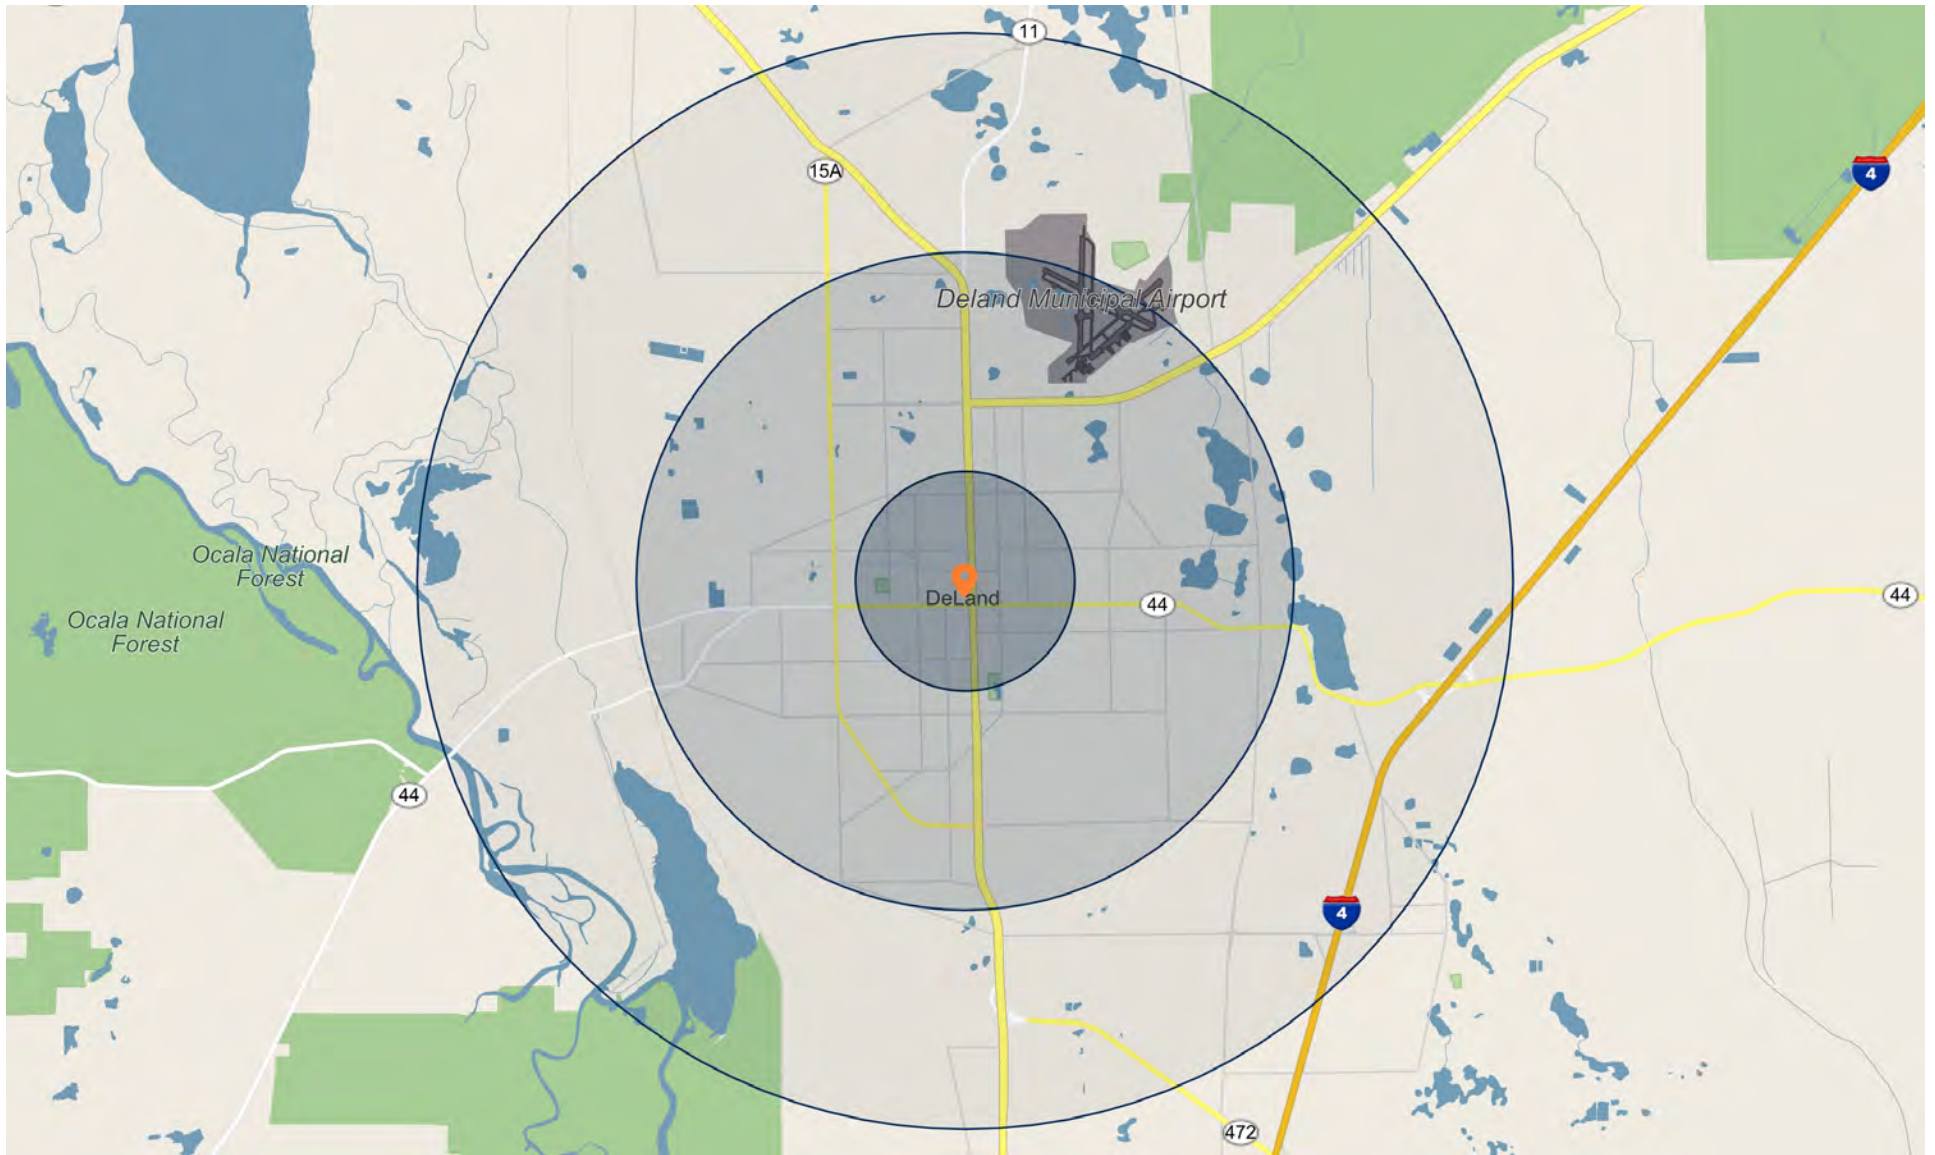 11
15A
4
Deland Municipal Airport
Ocala National
Forest
Ocala National
Forest
DeLand
44
44
44
4
472